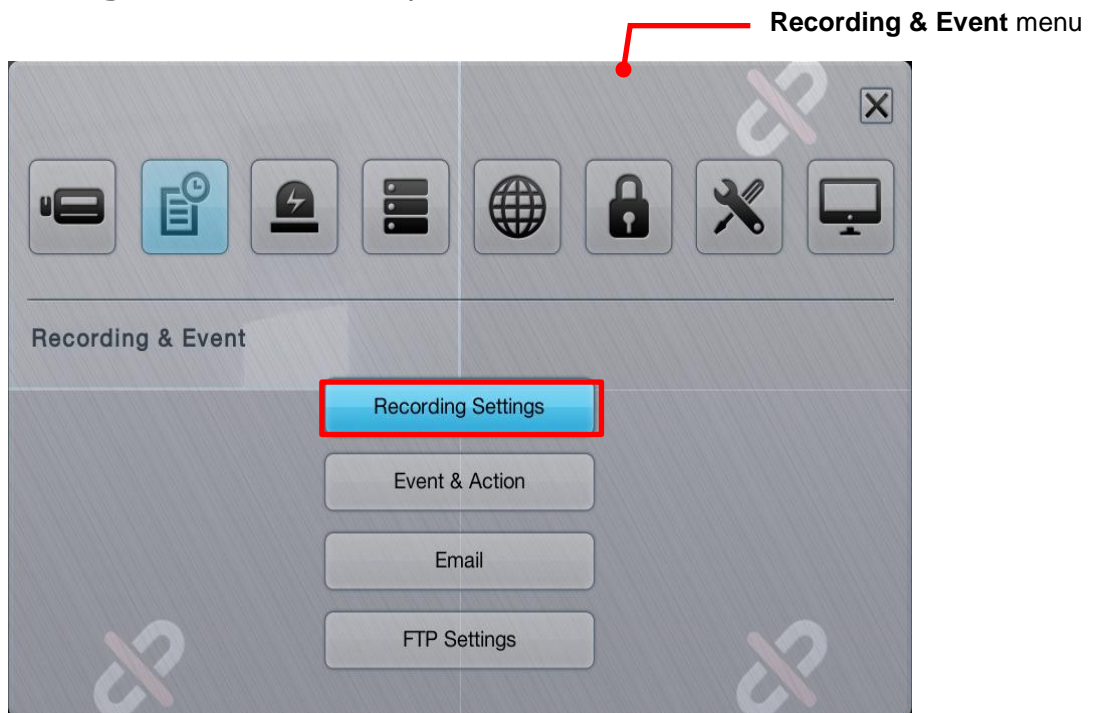 Recording & Event menu
Recording & Event
Recording Settings
Event & Action
Email
FTP Settings